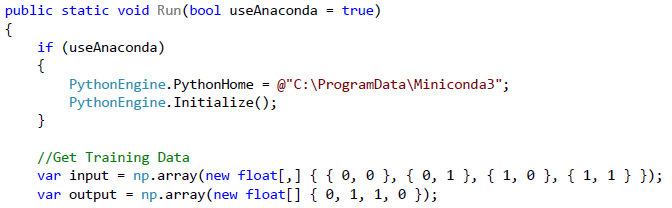 public static void Run(bool useAnaconda = true)
{
    if (useAnaconda)
    {
        PythonEngine.PythonHome = @"C:\ProgramData\Miniconda3";
        PythonEngine.Initialize();
    }

    //Get Training Data
    var input = np.array(new float[,] { { 0, 0 }, { 0, 1 }, { 1, 0 }, { 1, 1 } });
    var output = np.array(new float[] { 0, 1, 1, 0 });